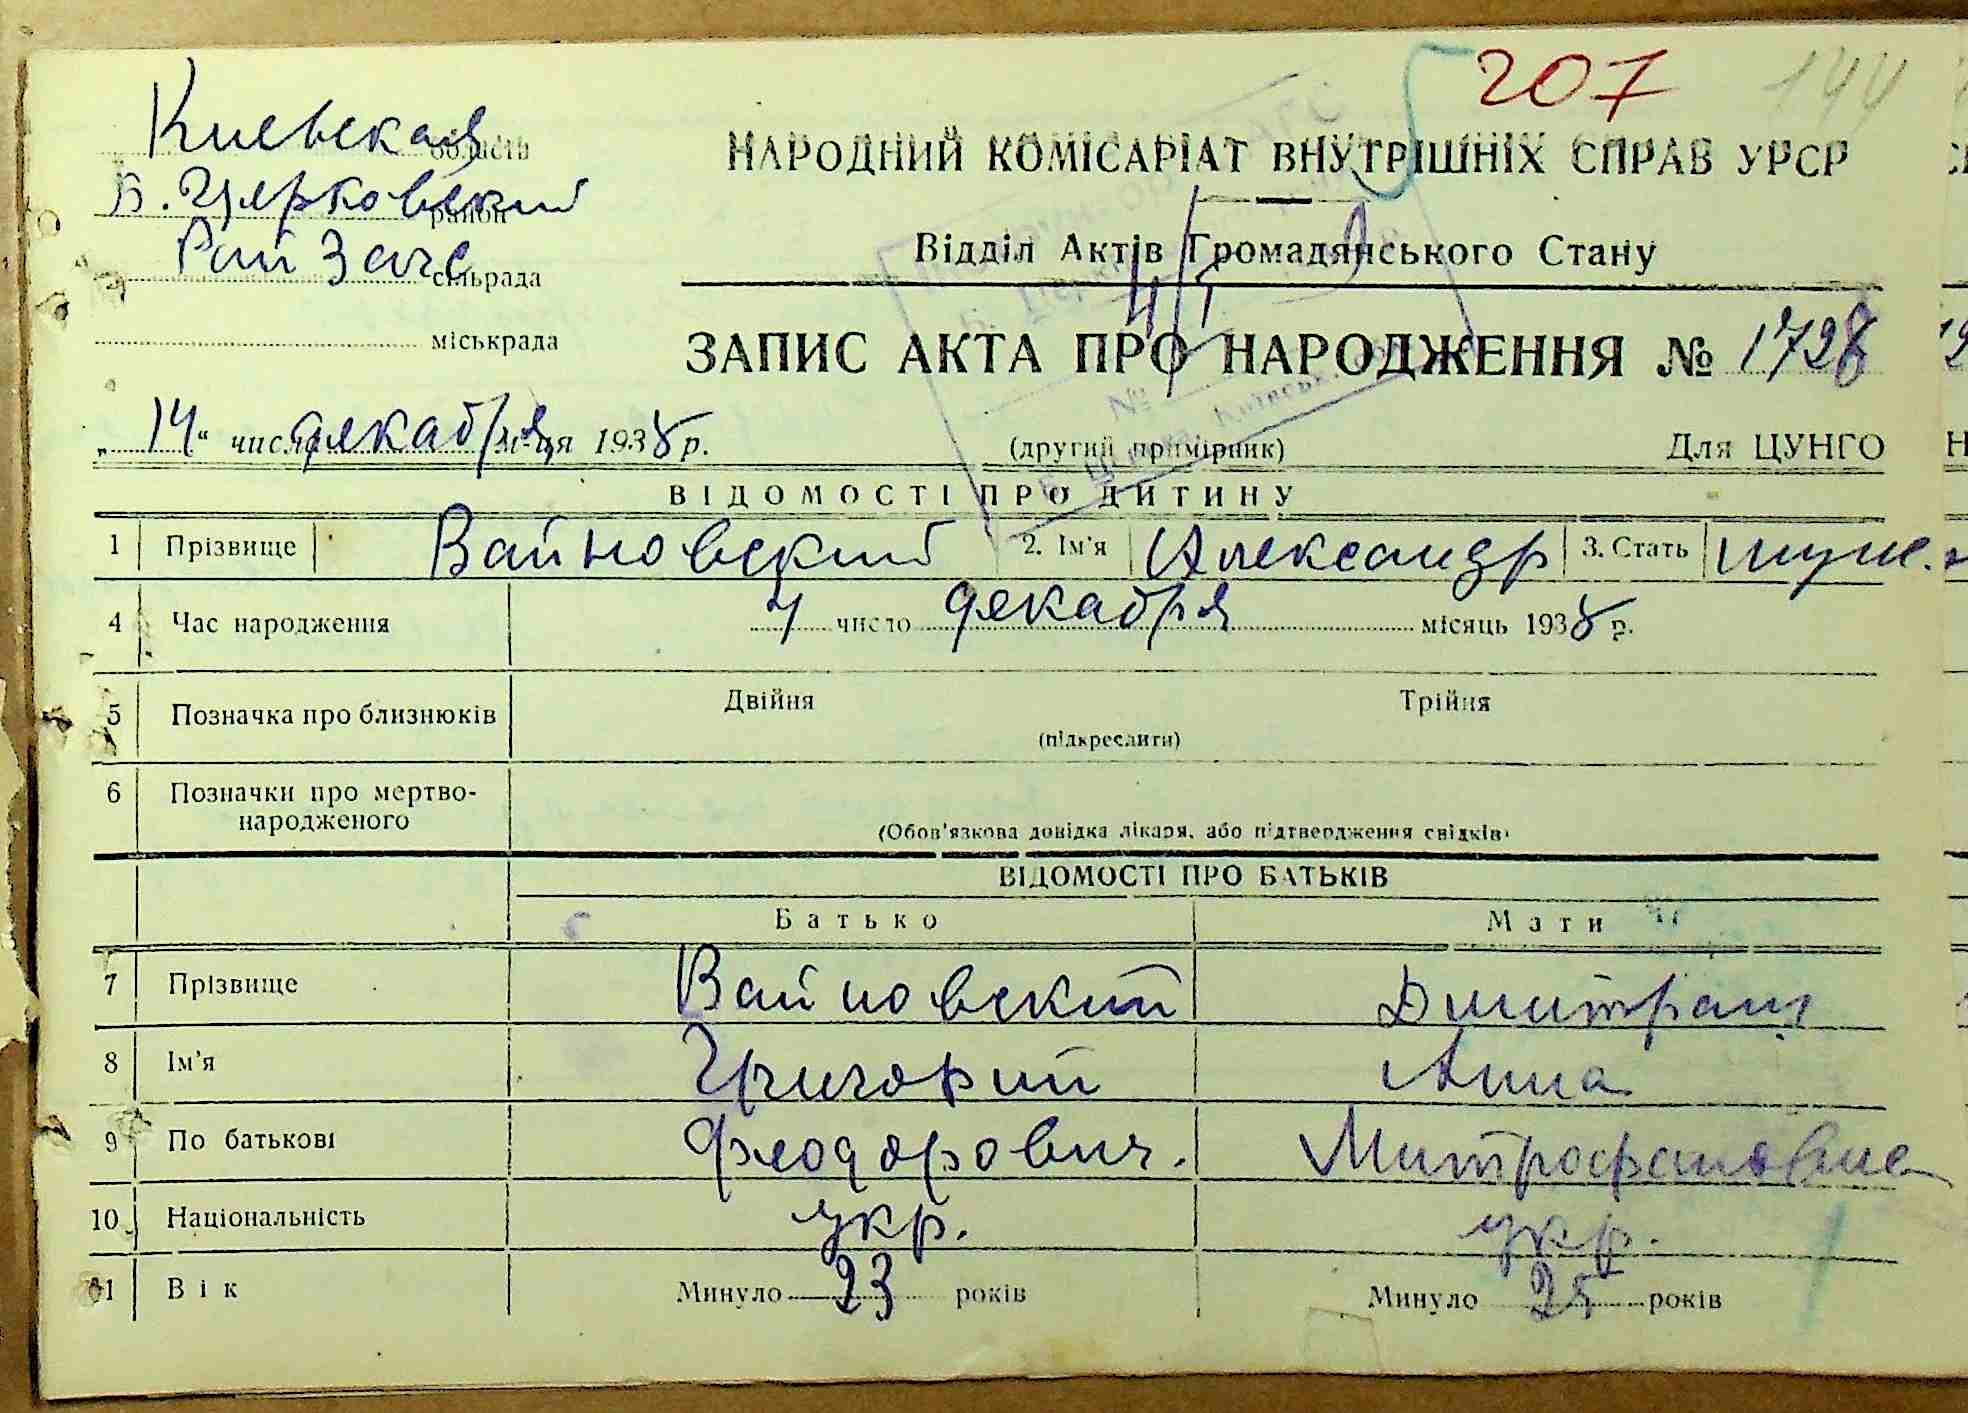 207 144
Киевская область
Б. Церковский район
Рай Загс сільрада
міськрада
НАРОДНИЙ КОМІСАРІАТ ВНУТРІШНІХ СПРАВ УРСР
Відділ Актів Громадянського Стану
ЗАПИС АКТА ПРО НАРОДЖЕННЯ № 1728
„14“ числа декабря м-ця 1938 р. (другий примірник) Для ЦУНГО
ВІДОМОСТІ ПРО ДИТИНУ
1 Прізвище Вайновский 2. Ім'я Александр 3. Стать
4 Час народження 4 число декабря місяць 1938 р.
5 Позначка про близнюків Двійня Трійня
(підкреслити)
6 Позначки про мертво-
народженого
(Обов'язкова довідка лікаря, або підтвердження свідків)
ВІДОМОСТІ ПРО БАТЬКІВ
Батько Мати
7 Прізвище Вайновский
8 Ім'я Григорий Анна
9 По батькові Феодорович. Митрофановна
10 Національність укр. укр.
11 Вік Минуло 23 років Минуло 25 років